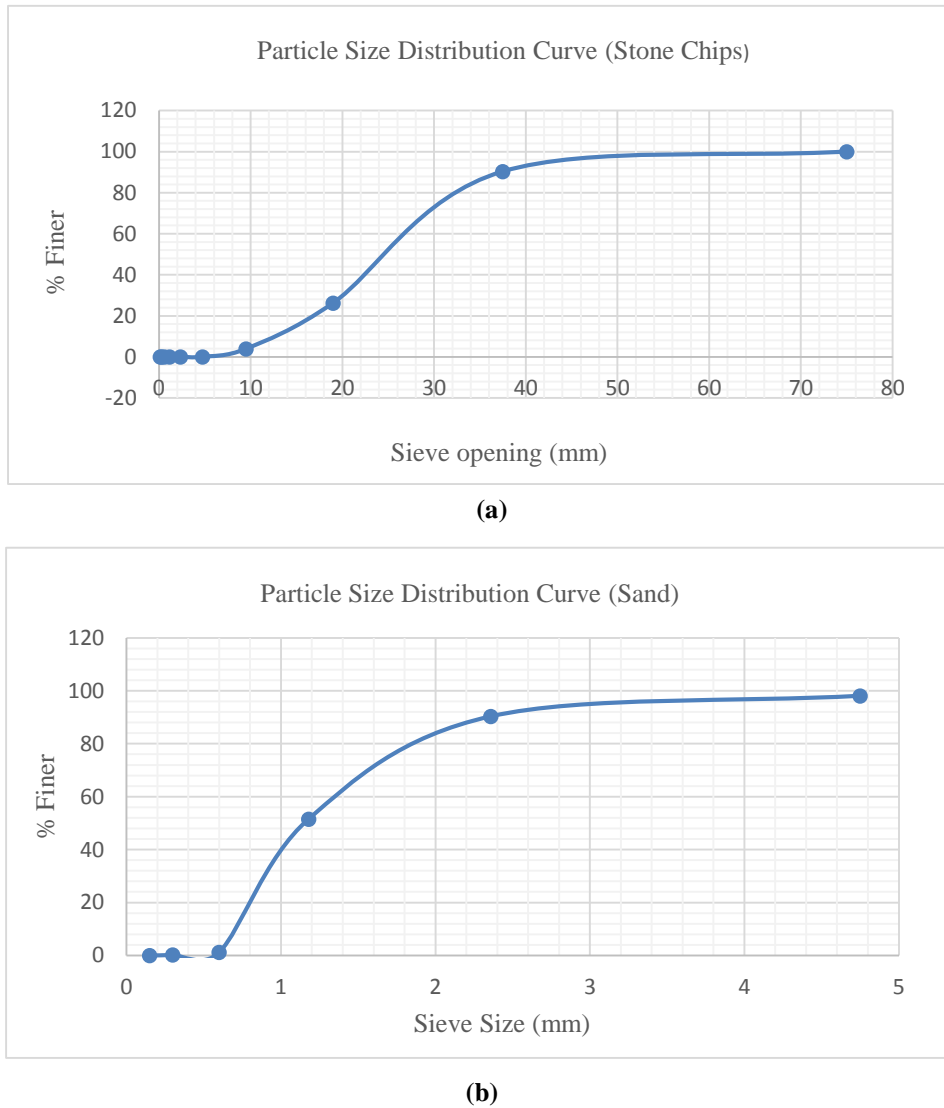 Particle Size Distribution Curve (Stone Chips)
120
100
80
60
40
20
0
-20
% Finer
0 10 20 30 40 50 60 70 80
Sieve opening (mm)
(a)
Particle Size Distribution Curve (Sand)
120
100
80
60
40
20
0
% Finer
0 1 2 3 4 5
Sieve Size (mm)
(b)